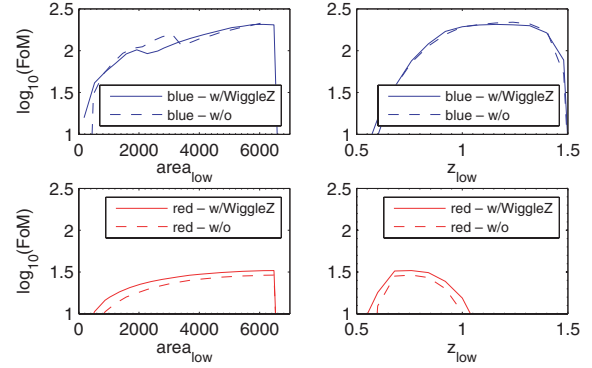 2.5
2
1.5
1
log10(FoM)
blue – w/WiggleZ
blue – w/o
0 2000 4000 6000
area_low
blue – w/WiggleZ
blue – w/o
2.5
2
1.5
1
0.5 1 1.5
z_low
2.5
2
1.5
1
log10(FoM)
red – w/WiggleZ
red – w/o
0 2000 4000 6000
area_low
2.5
2
1.5
1
red – w/WiggleZ
red – w/o
0.5 1 1.5
z_low